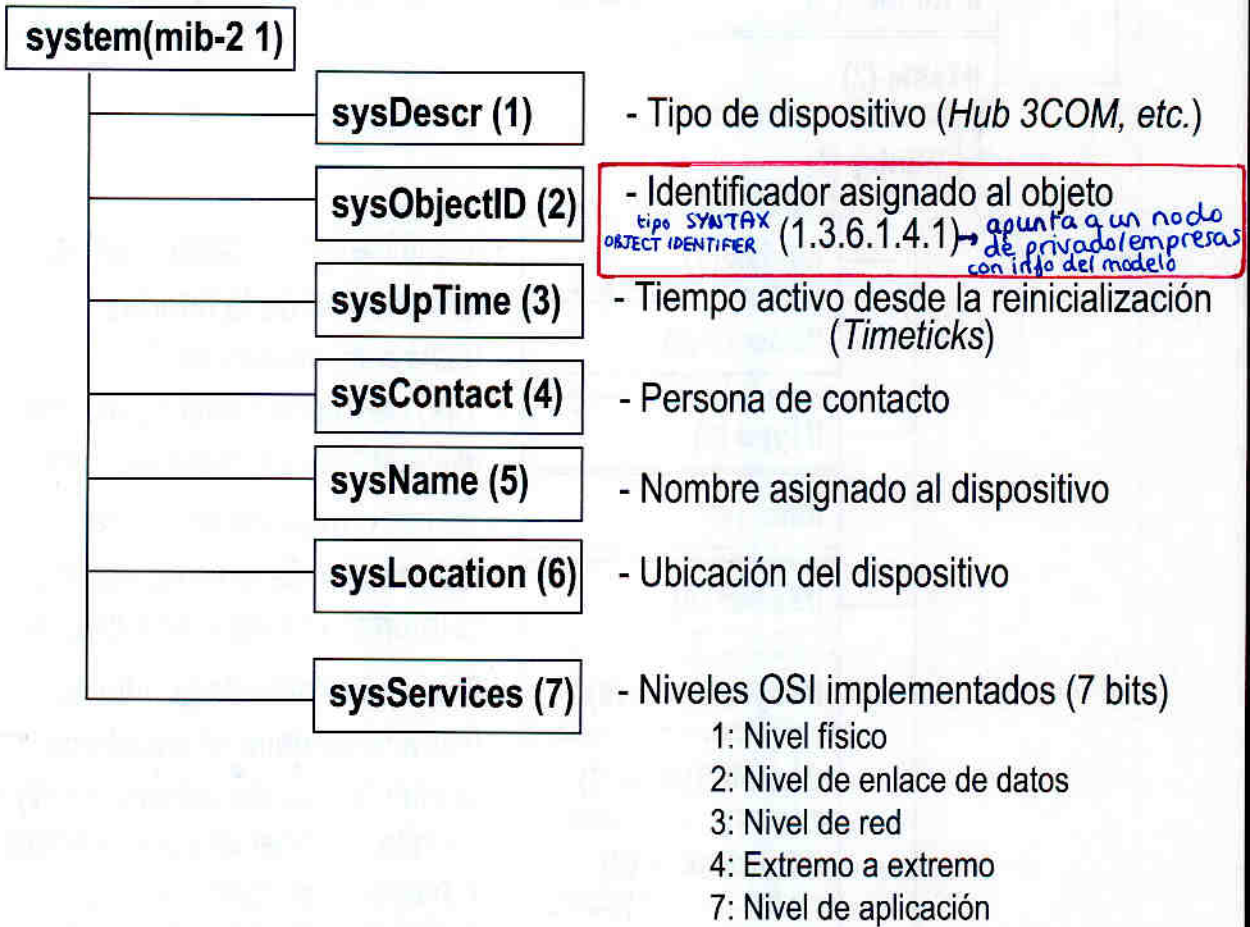 system(mib-2 1)
sysDescr (1)
- Tipo de dispositivo (Hub 3COM, etc.)
sysObjectID (2)
- Identificador asignado al objeto
tipo SYNTAX
OBJECT IDENTIFIER
(1.3.6.1.4.1)→ apunta a un nodo
de privado/empresas
con info del modelo
sysUpTime (3)
- Tiempo activo desde la reinicialización
(Timeticks)
sysContact (4)
- Persona de contacto
sysName (5)
- Nombre asignado al dispositivo
sysLocation (6)
- Ubicación del dispositivo
sysServices (7)
- Niveles OSI implementados (7 bits)
1: Nivel físico
2: Nivel de enlace de datos
3: Nivel de red
4: Extremo a extremo
7: Nivel de aplicación